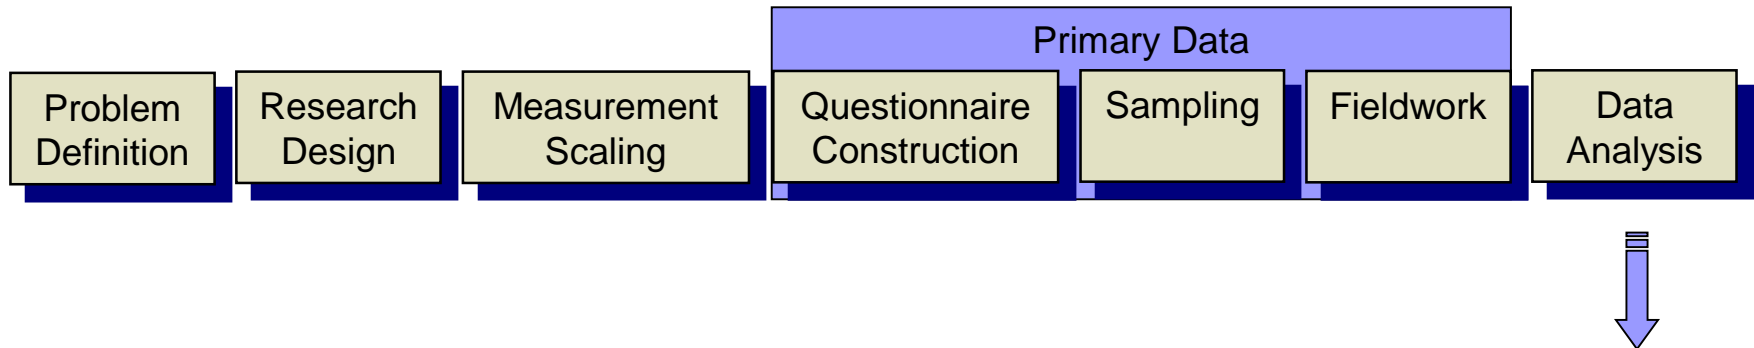 Primary Data
Problem
Definition
Research
Design
Measurement
Scaling
Questionnaire
Construction
Sampling
Fieldwork
Data
Analysis